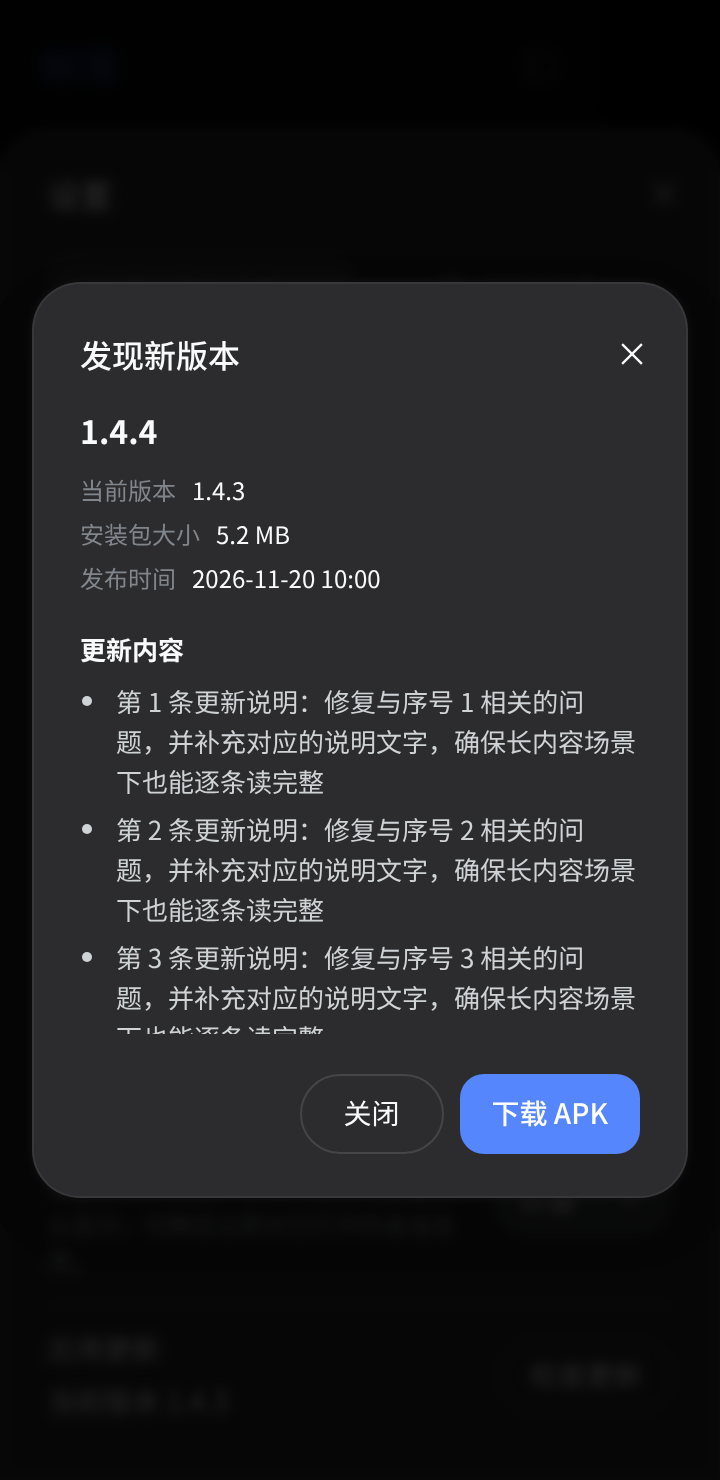 发现新版本
1.4.4
当前版本 1.4.3
安装包大小 5.2 MB
发布时间 2026-11-20 10:00
更新内容
第 1 条更新说明：修复与序号 1 相关的问
题，并补充对应的说明文字，确保长内容场景
下也能逐条读完整
第 2 条更新说明：修复与序号 2 相关的问
题，并补充对应的说明文字，确保长内容场景
下也能逐条读完整
第 3 条更新说明：修复与序号 3 相关的问
题，并补充对应的说明文字，确保长内容场景
下也能逐条读完整
关闭
下载 APK